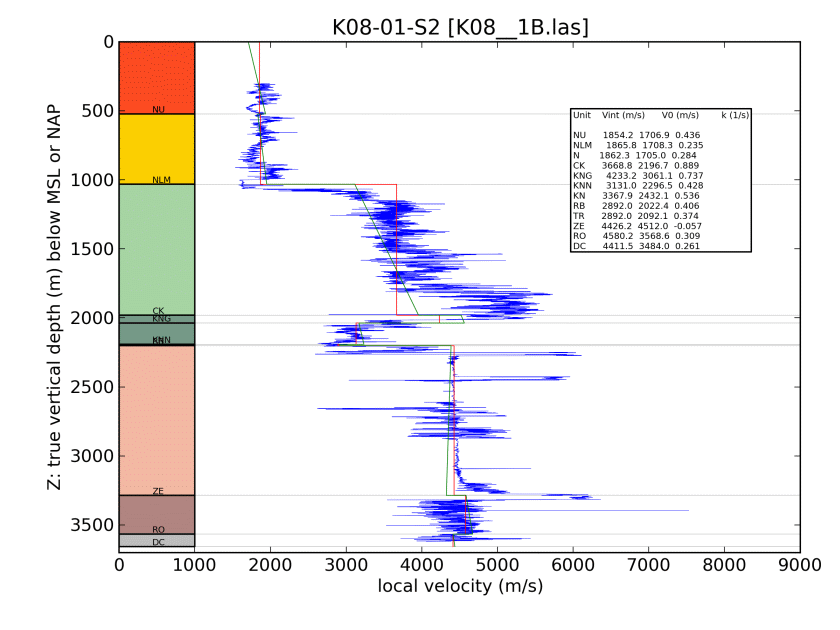 K08-01-S2 [K08__1B.las]
0
500
1000
1500
2000
2500
3000
3500
Z: true vertical depth (m) below MSL or NAP
NU
NLM
CK
KNG
KNN
ZE
RO
DC
Unit Vint (m/s) V0 (m/s) k (1/s)
NU 1854.2 1706.9 0.436
NLM 1865.8 1708.3 0.235
N 1862.3 1705.0 0.284
CK 3668.8 2196.7 0.889
KNG 4233.2 3061.1 0.737
KNN 3131.0 2296.5 0.428
KN 3367.9 2432.1 0.536
RB 2892.0 2022.4 0.406
TR 2892.0 2092.1 0.374
ZE 4426.2 4512.0 -0.057
RO 4580.2 3568.6 0.309
DC 4411.5 3484.0 0.261
0 1000 2000 3000 4000 5000 6000 7000 8000 9000
local velocity (m/s)